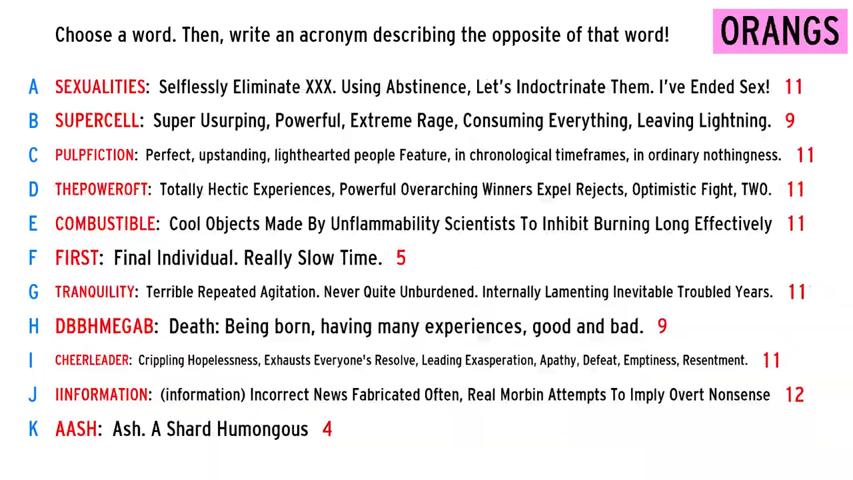 Choose a word. Then, write an acronym describing the opposite of that word!
ORANGS
A SEXUALITIES: Selflessly Eliminate XXX. Using Abstinence, Let's Indoctrinate Them. I've Ended Sex! 11
B SUPERCELL: Super Usurping, Powerful, Extreme Rage, Consuming Everything, Leaving Lightning. 9
C PULPFICTION: Perfect, upstanding, lighthearted people Feature, in chronological timeframes, in ordinary nothingness. 11
D THEPOWEROFT: Totally Hectic Experiences, Powerful Overarching Winners Expel Rejects, Optimistic Fight, TWO. 11
E COMBUSTIBLE: Cool Objects Made By Unflammability Scientists To Inhibit Burning Long Effectively 11
F FIRST: Final Individual. Really Slow Time. 5
G TRANQUILITY: Terrible Repeated Agitation. Never Quite Unburdened. Internally Lamenting Inevitable Troubled Years. 11
H DBBHMEGAB: Death: Being born, having many experiences, good and bad. 9
I CHEERLEADER: Crippling Hopelessness, Exhausts Everyone's Resolve, Leading Exasperation, Apathy, Defeat, Emptiness, Resentment. 11
J IINFORMATION: (information) Incorrect News Fabricated Often, Real Morbin Attempts To Imply Overt Nonsense 12
K AASH: Ash. A Shard Humongous 4